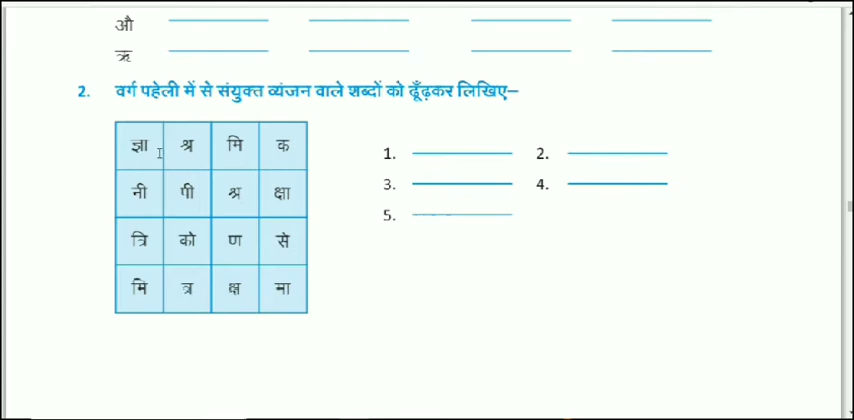 औ
ऋ
2. वर्ग पहेली में से संयुक्त व्यंजन वाले शब्दों को ढूँढ़कर लिखिए–
ज्ञा श्र मि क
नी पी श्र क्षा
त्रि को ण से
मि त्र क्ष मा
1. 2.
3. 4.
5.